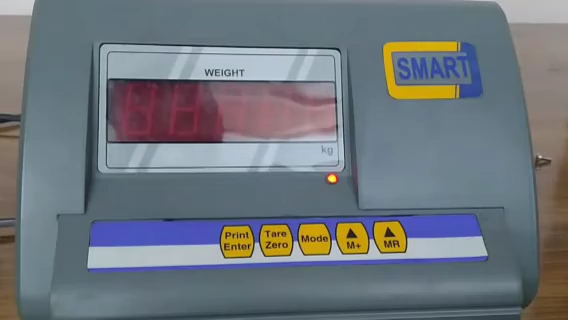 WEIGHT
SMART
kg
Print Enter
Tare Zero
Mode
M+
MR